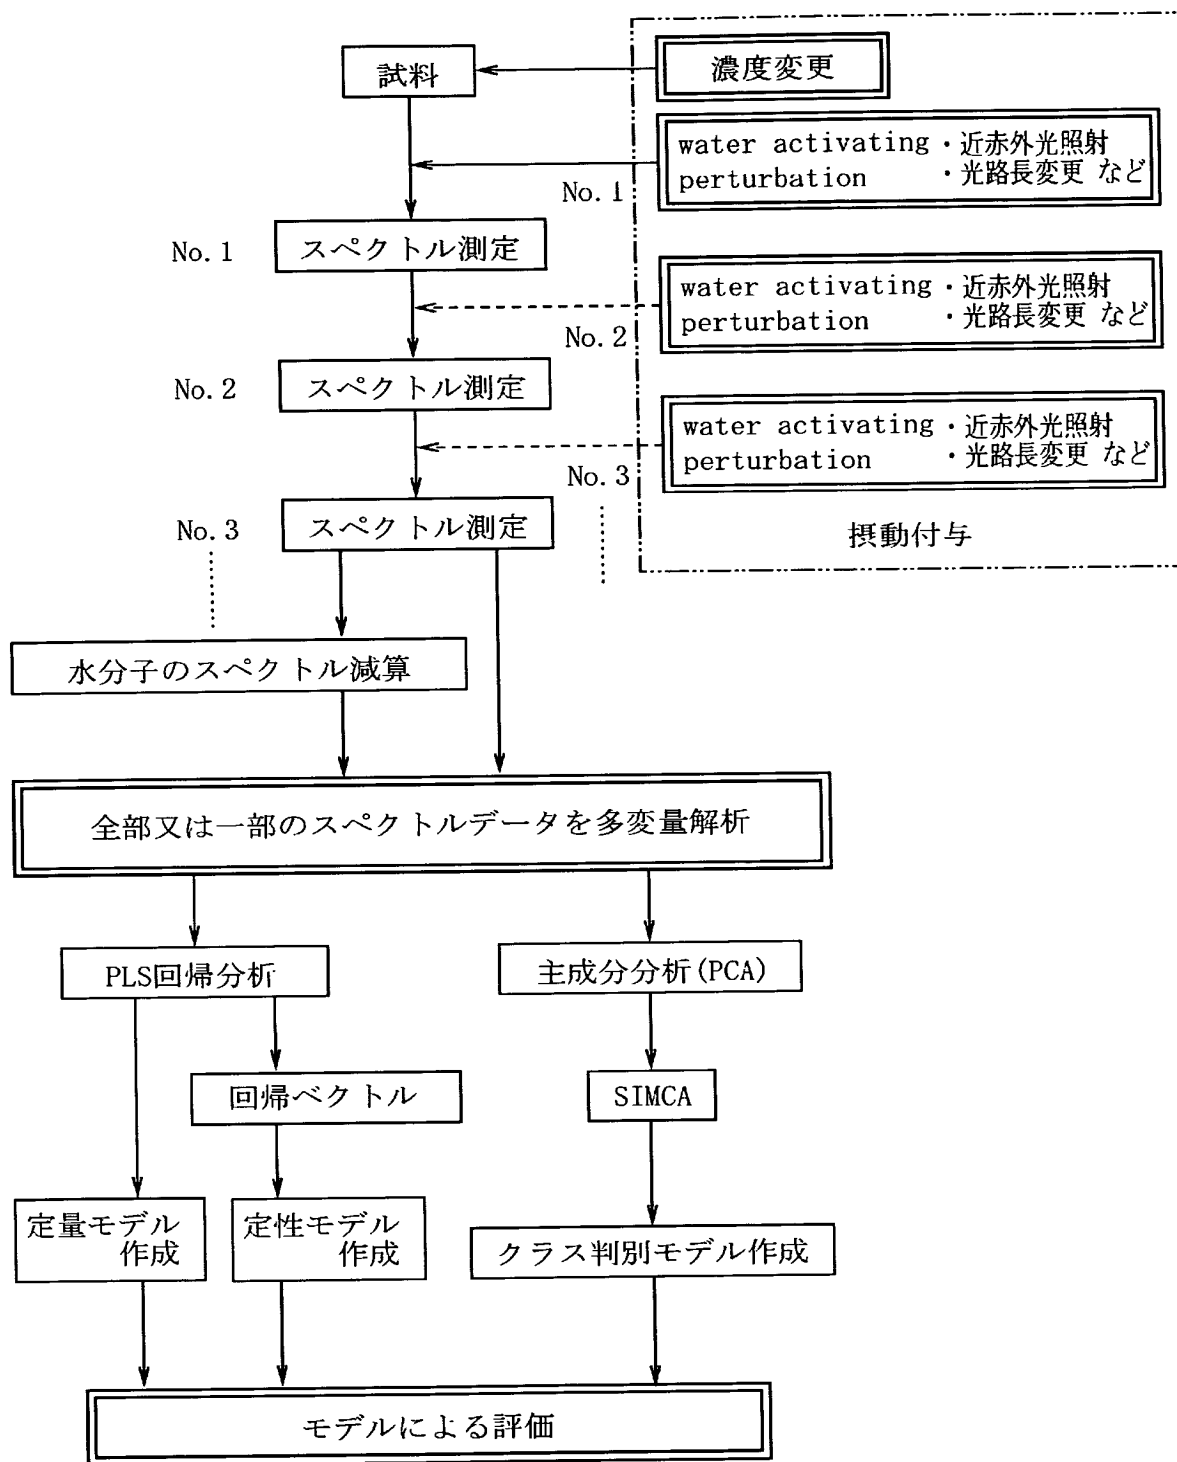 試料
濃度変更
water activating ・近赤外光照射
perturbation ・光路長変更 など
No.1
No.1
スペクトル測定
water activating ・近赤外光照射
perturbation ・光路長変更 など
No.2
No.2
スペクトル測定
water activating ・近赤外光照射
perturbation ・光路長変更 など
No.3
No.3
スペクトル測定
摂動付与
水分子のスペクトル減算
全部又は一部のスペクトルデータを多変量解析
PLS回帰分析
主成分分析(PCA)
回帰ベクトル
SIMCA
定量モデル
作成
定性モデル
作成
クラス判別モデル作成
モデルによる評価